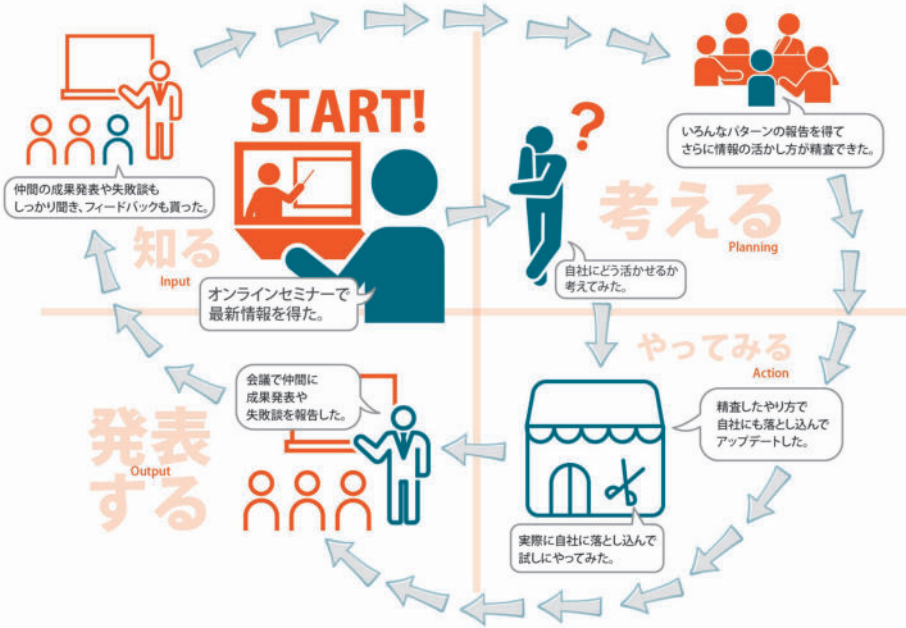 START!
仲間の成果発表や失敗談も
しっかり聞き、フィードバックも貰った。
知る
Input
オンラインセミナーで
最新情報を得た。
?
自社にどう活かせるか
考えてみた。
考える
Planning
いろんなパターンの報告を得て
さらに情報の活かし方が精査できた。
やってみる
Action
精査したやり方で
自社にも落とし込んで
アップデートした。
実際に自社に落とし込んで
試しにやってみた。
会議で仲間に
成果発表や
失敗談を報告した。
発表
Output
する